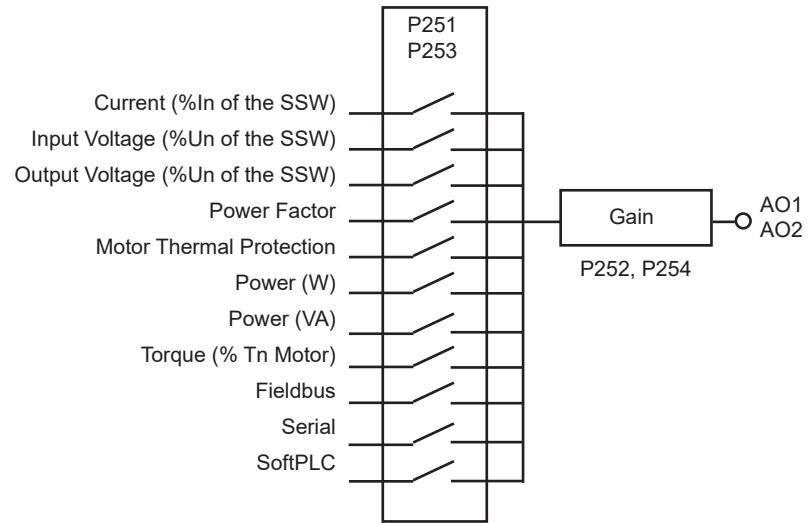 P251
P253
Current (%In of the SSW)
Input Voltage (%Un of the SSW)
Output Voltage (%Un of the SSW)
Power Factor
Motor Thermal Protection
Power (W)
Power (VA)
Torque (% Tn Motor)
Fieldbus
Serial
SoftPLC
Gain
P252, P254
AO1
AO2